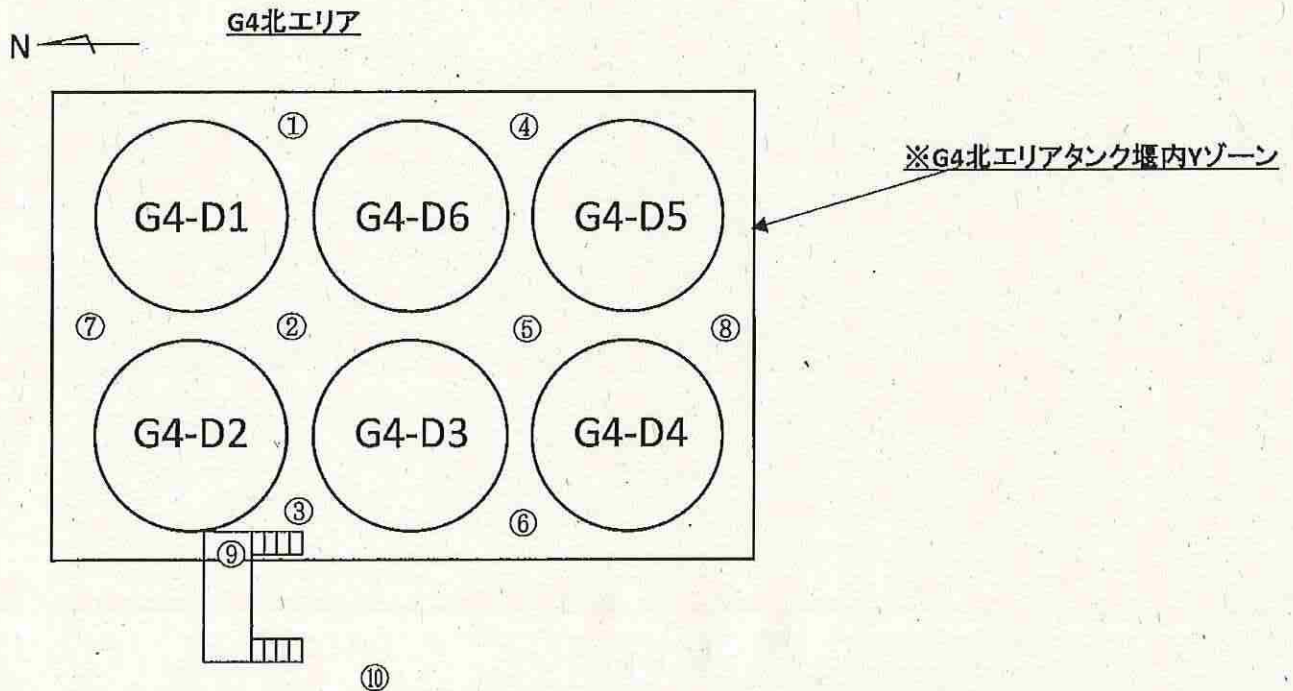 G4北エリア
N
① ④
※G4北エリアタンク堰内Yゾーン
G4-D1 G4-D6 G4-D5
⑦ ② ⑤ ⑧
G4-D2 G4-D3 G4-D4
③ ⑥
⑨
⑩